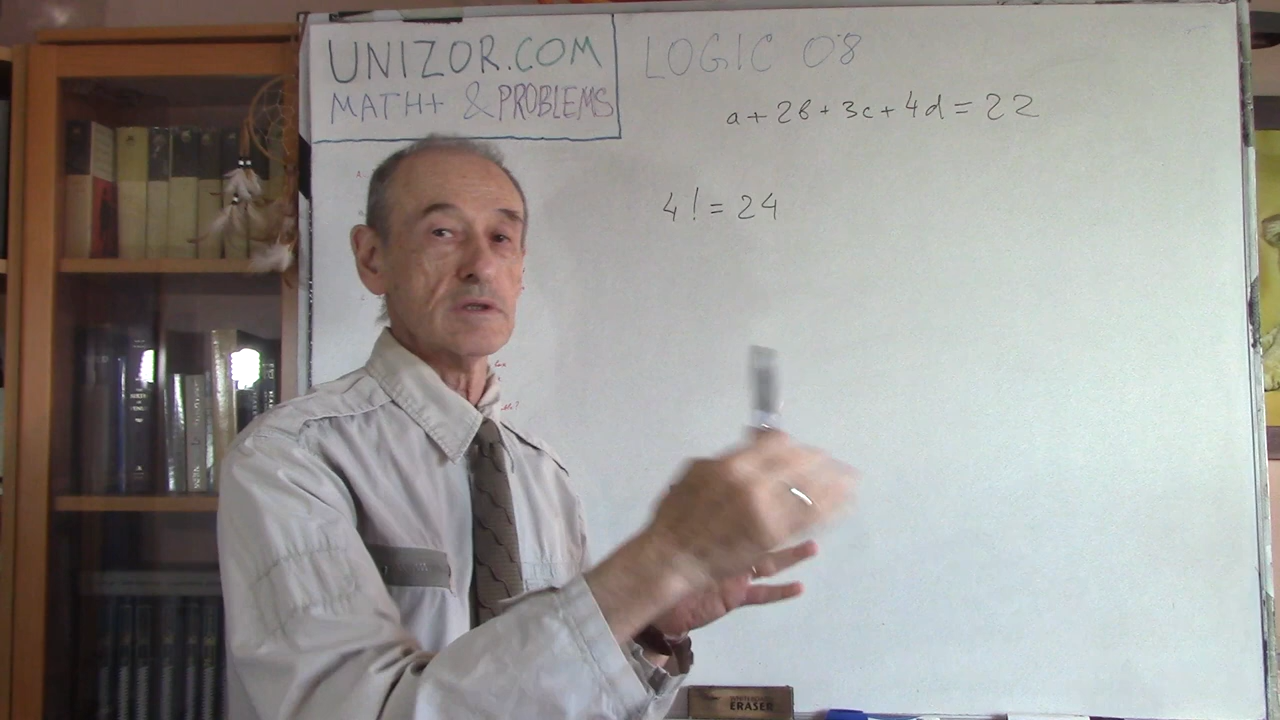 UNIZOR.COM
MATH+ & PROBLEMS
LOGIC 08
a+2b+3c+4d=22
4!=24
ERASER